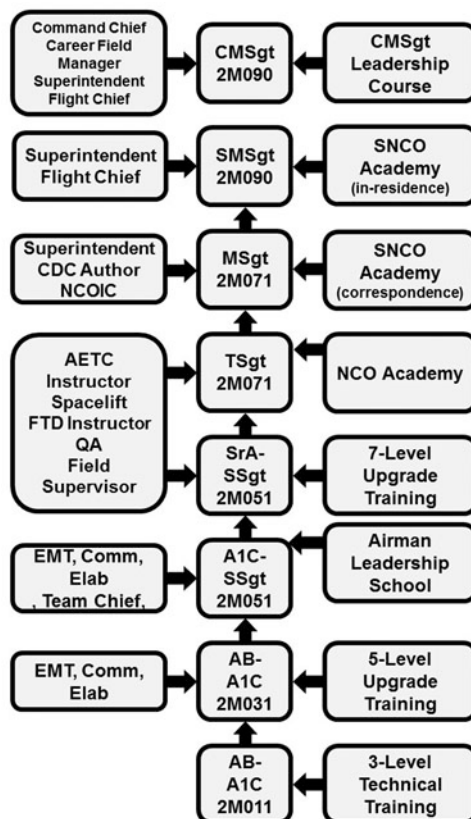 Command Chief
Career Field
Manager
Superintendent
Flight Chief
CMSgt
2M090
CMSgt
Leadership
Course
Superintendent
Flight Chief
SMSgt
2M090
SNCO
Academy
(in-residence)
Superintendent
CDC Author
NCOIC
MSgt
2M071
SNCO
Academy
(correspondence)
AETC
Instructor
Spacelift
FTD Instructor
QA
Field
Supervisor
TSgt
2M071
NCO Academy
SrA-
SSgt
2M051
7-Level
Upgrade
Training
EMT, Comm,
Elab
, Team Chief,
A1C-
SSgt
2M051
Airman
Leadership
School
EMT, Comm,
Elab
AB-
A1C
2M031
5-Level
Upgrade
Training
AB-
A1C
2M011
3-Level
Technical
Training